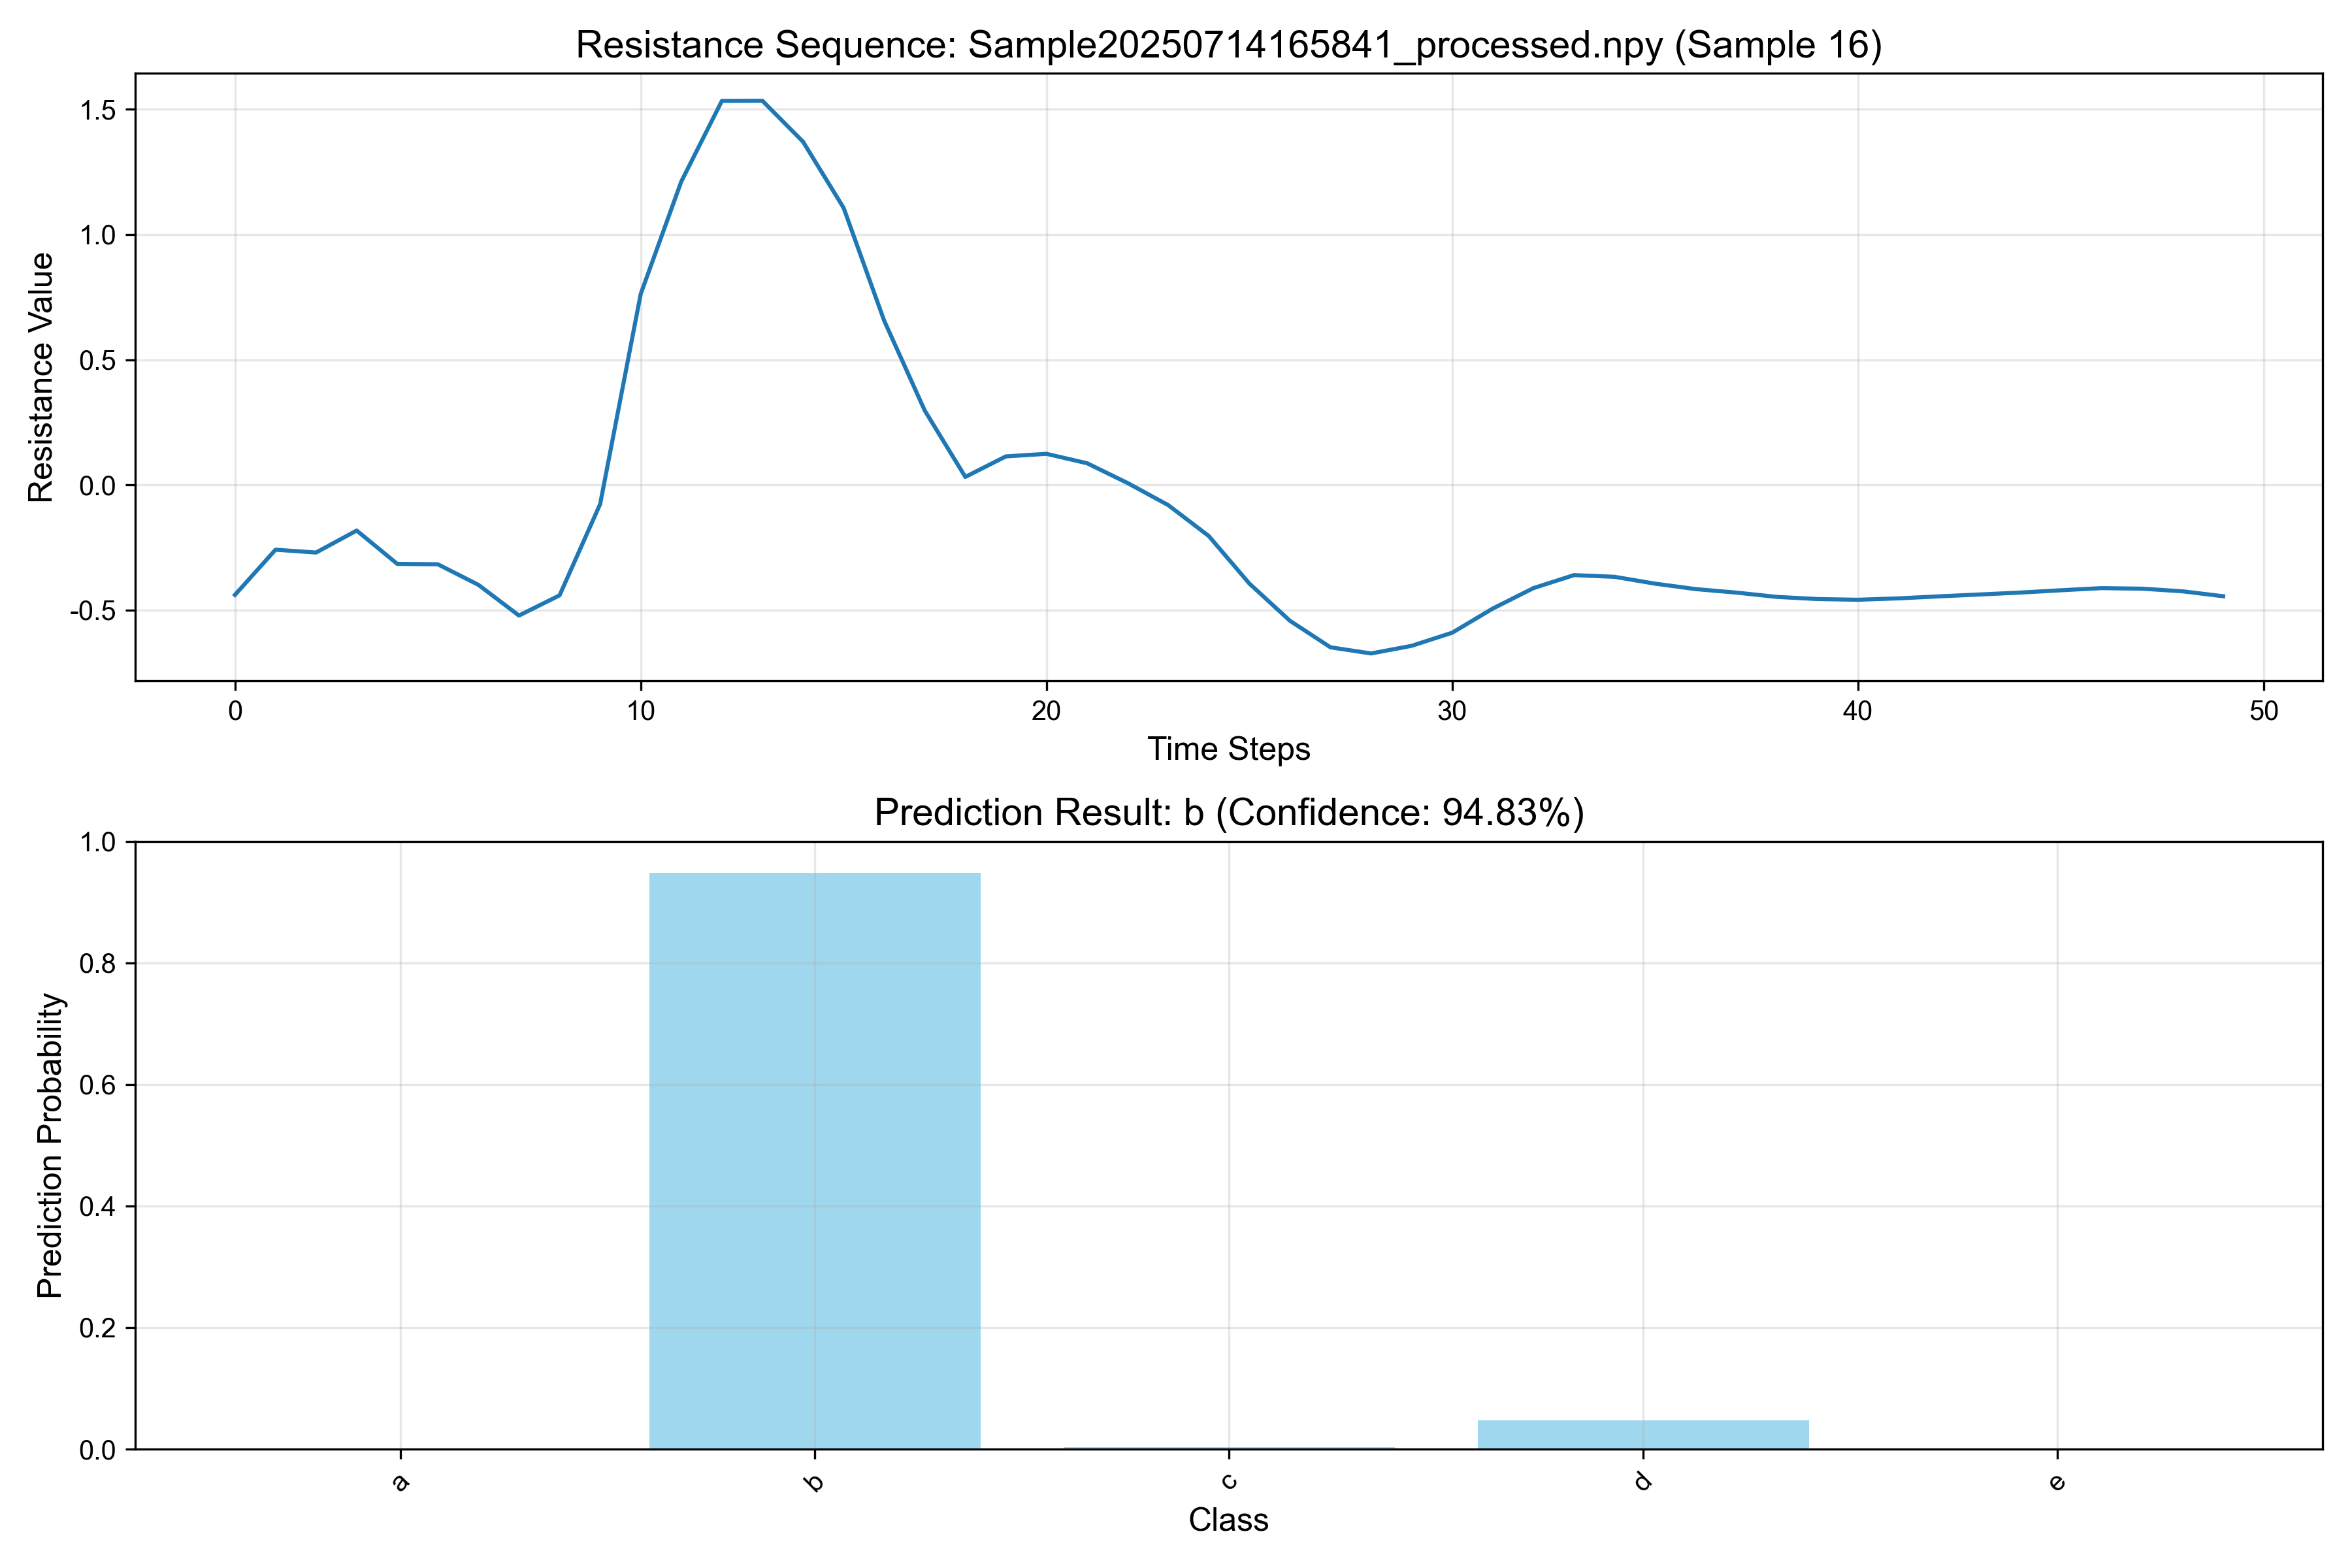 Resistance Sequence: Sample20250714165841_processed.npy (Sample 16)
Resistance Value
1.5
1.0
0.5
0.0
-0.5
0 10 20 30 40 50
Time Steps
Prediction Result: b (Confidence: 94.83%)
Prediction Probability
1.0
0.8
0.6
0.4
0.2
0.0
a b c d e
Class